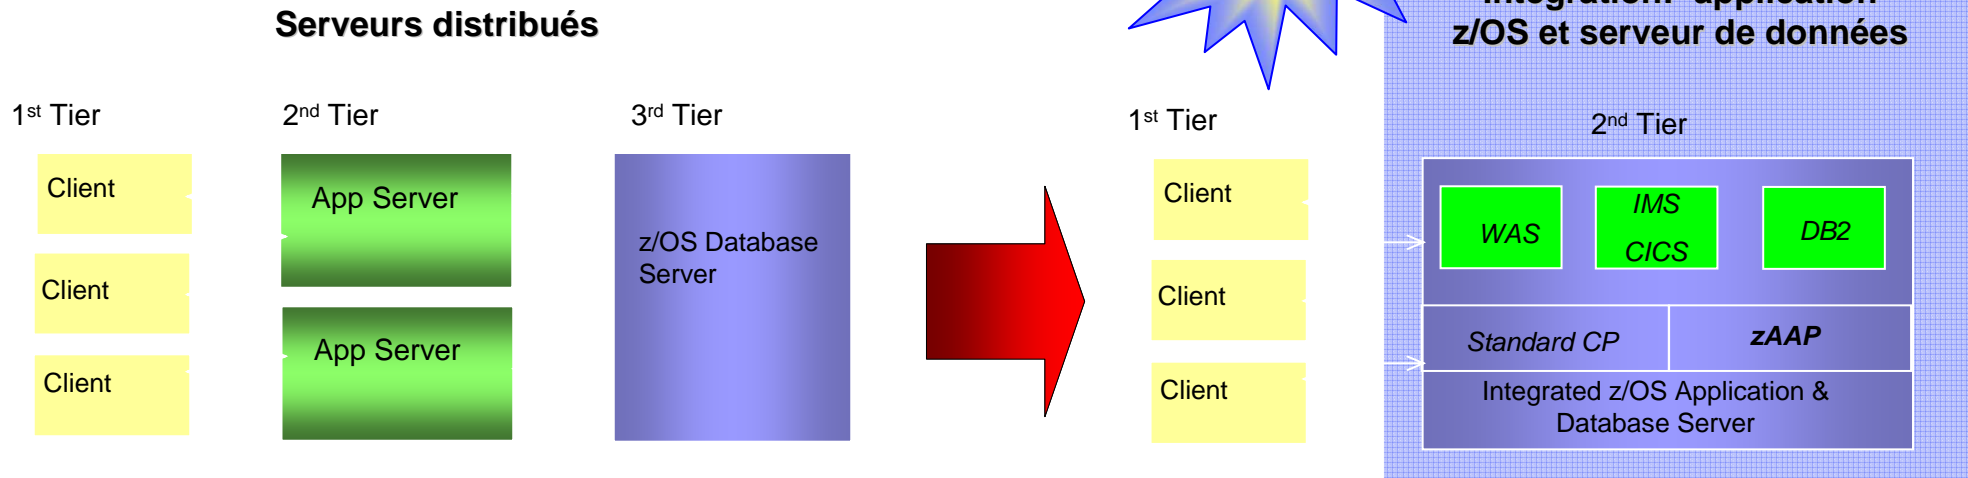 Serveurs distribués
1st Tier
2nd Tier
3rd Tier
Client
Client
Client
App Server
App Server
z/OS Database
Server
Intégration: application
z/OS et serveur de données
1st Tier
2nd Tier
Client
Client
Client
WAS
IMS
CICS
DB2
Standard CP
zAAP
Integrated z/OS Application &
Database Server